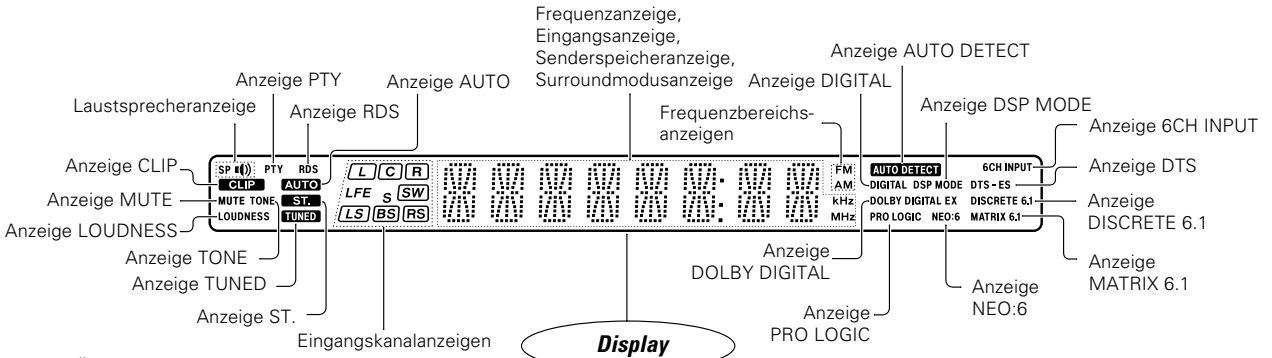 Frequenzanzeige,
Eingangsanzeige,
Senderspeicheranzeige,
Surroundmodusanzeige
Anzeige AUTO DETECT
Anzeige PTY
Anzeige AUTO
Anzeige DIGITAL
Laustsprecheranzeige
Anzeige RDS
Frequenzbereichs-
anzeigen
Anzeige DSP MODE
Anzeige 6CH INPUT
Anzeige CLIP
Anzeige DTS
Anzeige MUTE
Anzeige
DISCRETE 6.1
Anzeige LOUDNESS
SP PTY RDS
CLIP AUTO
MUTE TONE ST.
LOUDNESS TUNED
L C R
LFE S SW
LS BS RS
FM
AM
kHz
MHz
AUTO DETECT 6CH INPUT
DIGITAL DSP MODE DTS-ES
DOLBY DIGITAL EX DISCRETE 6.1
PRO LOGIC NEO:6 MATRIX 6.1
Anzeige TONE
Anzeige
DOLBY DIGITAL
Anzeige
MATRIX 6.1
Anzeige TUNED
Anzeige
NEO:6
Anzeige ST.
Anzeige
PRO LOGIC
Eingangskanalanzeigen
Display